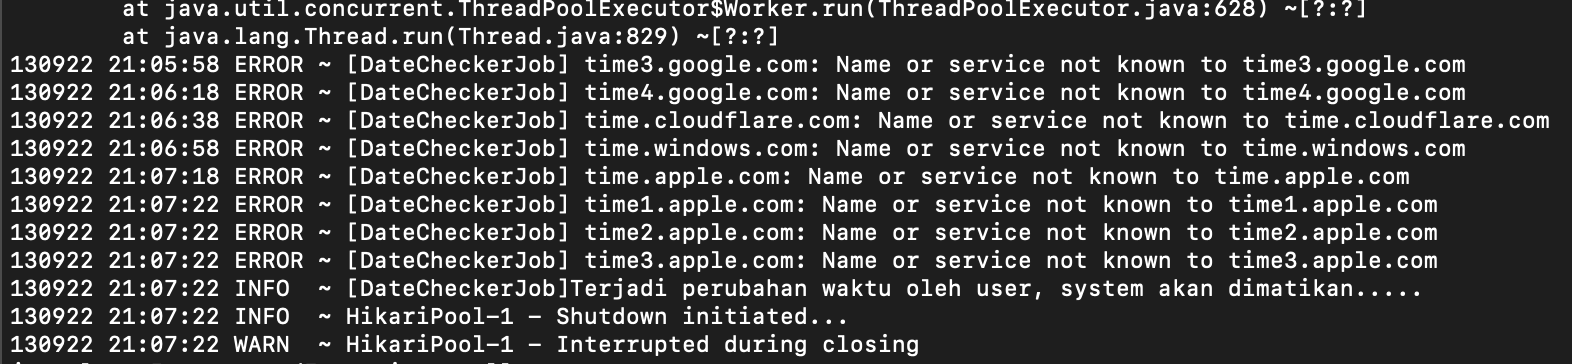 at java.util.concurrent.ThreadPoolExecutor$Worker.run(ThreadPoolExecutor.java:628) ~[?:?]
at java.lang.Thread.run(Thread.java:829) ~[?:?]
130922 21:05:58 ERROR ~ [DateCheckerJob] time3.google.com: Name or service not known to time3.google.com
130922 21:06:18 ERROR ~ [DateCheckerJob] time4.google.com: Name or service not known to time4.google.com
130922 21:06:38 ERROR ~ [DateCheckerJob] time.cloudflare.com: Name or service not known to time.cloudflare.com
130922 21:06:58 ERROR ~ [DateCheckerJob] time.windows.com: Name or service not known to time.windows.com
130922 21:07:18 ERROR ~ [DateCheckerJob] time.apple.com: Name or service not known to time.apple.com
130922 21:07:22 ERROR ~ [DateCheckerJob] time1.apple.com: Name or service not known to time1.apple.com
130922 21:07:22 ERROR ~ [DateCheckerJob] time2.apple.com: Name or service not known to time2.apple.com
130922 21:07:22 ERROR ~ [DateCheckerJob] time3.apple.com: Name or service not known to time3.apple.com
130922 21:07:22 INFO  ~ [DateCheckerJob]Terjadi perubahan waktu oleh user, system akan dimatikan.....
130922 21:07:22 INFO  ~ HikariPool-1 - Shutdown initiated...
130922 21:07:22 WARN  ~ HikariPool-1 - Interrupted during closing